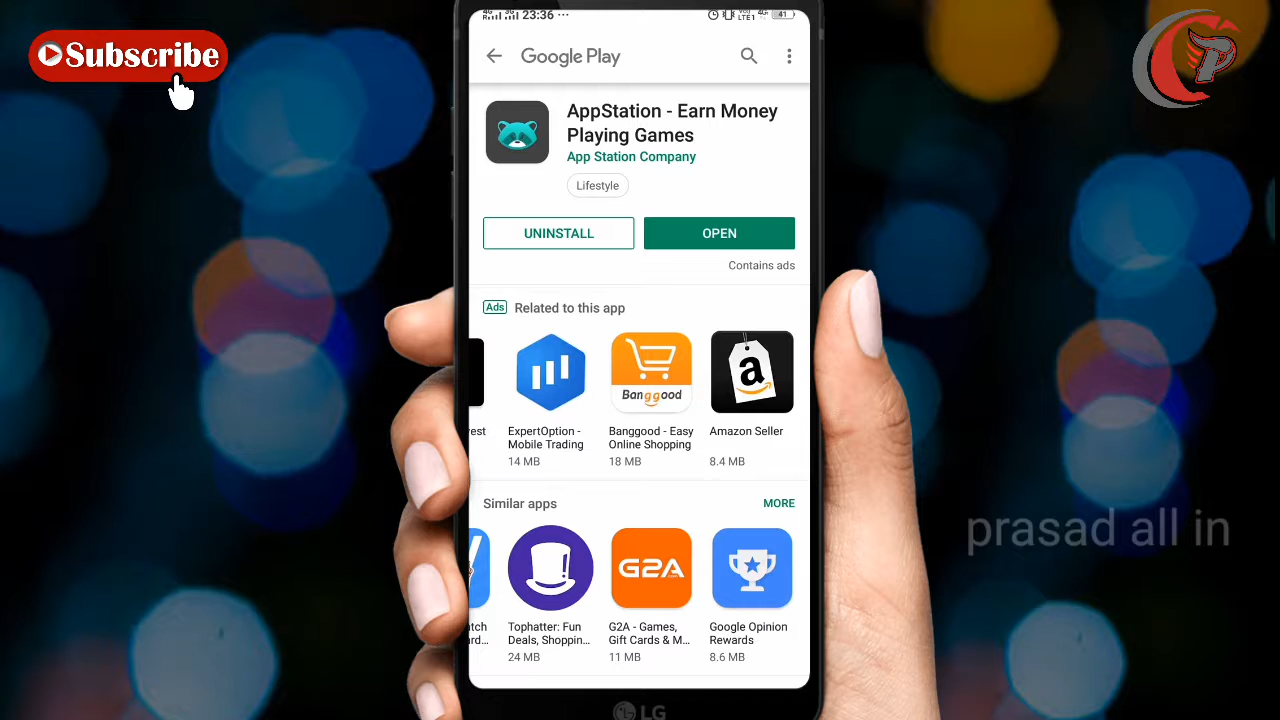 Subscribe
23:36
41
Google Play
AppStation - Earn Money
Playing Games
App Station Company
Lifestyle
UNINSTALL
OPEN
Contains ads
Ads Related to this app
Banggood
a
est
ExpertOption -
Mobile Trading
14 MB
Banggood - Easy
Online Shopping
18 MB
Amazon Seller
8.4 MB
Similar apps
MORE
G2A
Tophatter: Fun
Deals, Shoppin...
24 MB
G2A - Games,
Gift Cards & M...
11 MB
Google Opinion
Rewards
8.6 MB
prasad all in
LG